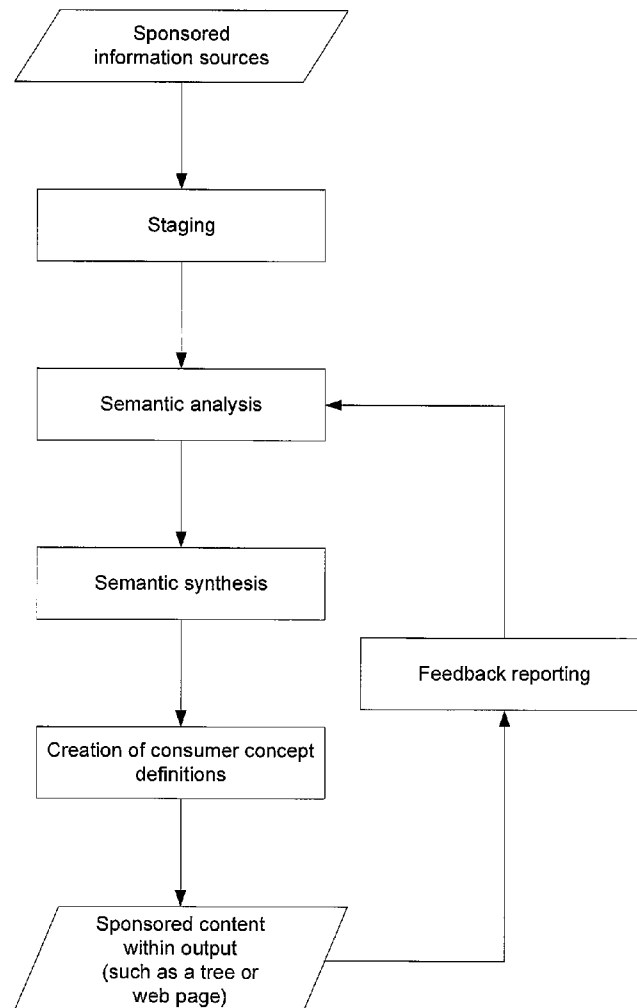 Sponsored
information sources
Staging
Semantic analysis
Semantic synthesis
Feedback reporting
Creation of consumer concept
definitions
Sponsored content
within output
(such as a tree or
web page)